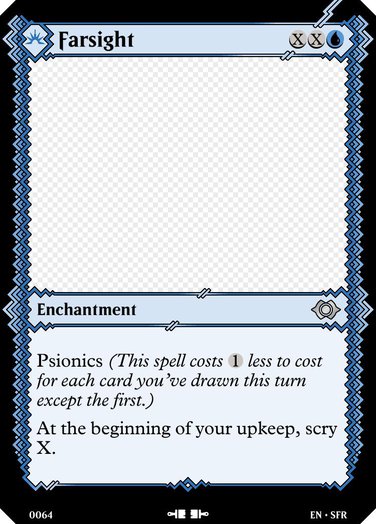 Farsight XX
Enchantment
Psionics (This spell costs 1 less to cost
for each card you've drawn this turn
except the first.)
At the beginning of your upkeep, scry
X.
0064
EN • SFR